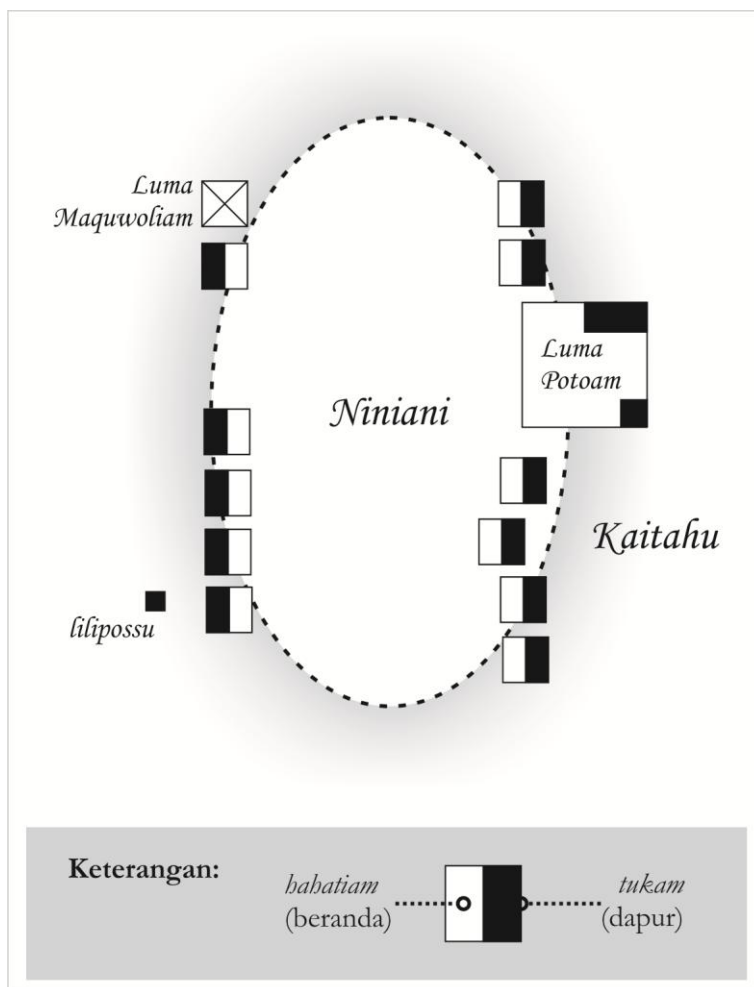 Luma
Maquwoliam
Luma
Potoam
Niniani
Kaitahu
lilipossu
Keterangan:
hahatiam
(beranda)
tukam
(dapur)